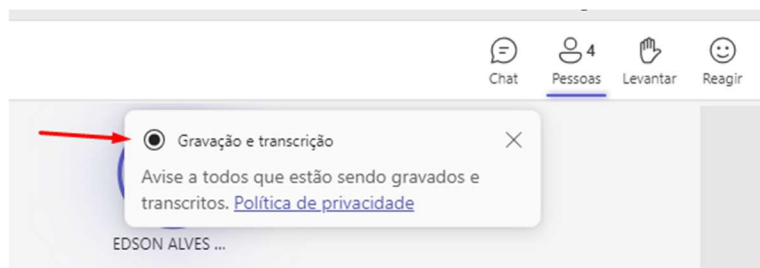 4
Chat Pessoas Levantar Reagir
Gravação e transcrição
Avise a todos que estão sendo gravados e
transcritos. Política de privacidade
EDSON ALVES ...